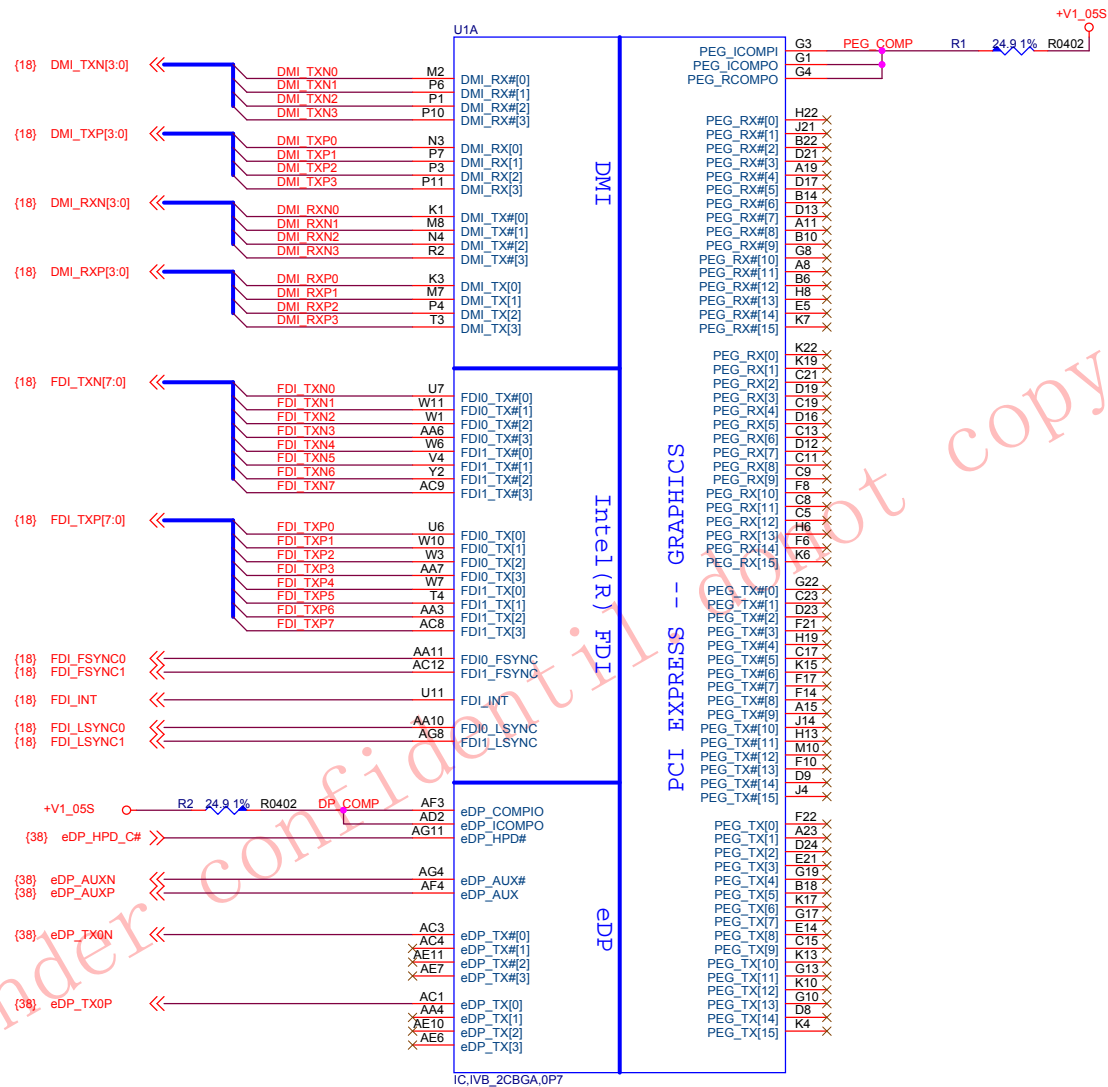 +V1_05S
U1A
{18} DMI_TXN[3:0]
DMI_TXN0 M2 DMI_RX#[0]
DMI_TXN1 P6 DMI_RX#[1]
DMI_TXN2 P1 DMI_RX#[2]
DMI_TXN3 P10 DMI_RX#[3]
{18} DMI_TXP[3:0]
DMI_TXP0 N3 DMI_RX[0]
DMI_TXP1 P7 DMI_RX[1]
DMI_TXP2 P3 DMI_RX[2]
DMI_TXP3 P11 DMI_RX[3]
{18} DMI_RXN[3:0]
DMI_RXN0 K1 DMI_TX#[0]
DMI_RXN1 M8 DMI_TX#[1]
DMI_RXN2 N4 DMI_TX#[2]
DMI_RXN3 R2 DMI_TX#[3]
{18} DMI_RXP[3:0]
DMI_RXP0 K3 DMI_TX[0]
DMI_RXP1 M7 DMI_TX[1]
DMI_RXP2 P4 DMI_TX[2]
DMI_RXP3 T3 DMI_TX[3]
DMI
{18} FDI_TXN[7:0]
FDI_TXN0 U7 FDI0_TX#[0]
FDI_TXN1 W11 FDI0_TX#[1]
FDI_TXN2 W1 FDI0_TX#[2]
FDI_TXN3 AA6 FDI0_TX#[3]
FDI_TXN4 W6 FDI1_TX#[0]
FDI_TXN5 V4 FDI1_TX#[1]
FDI_TXN6 Y2 FDI1_TX#[2]
FDI_TXN7 AC9 FDI1_TX#[3]
{18} FDI_TXP[7:0]
FDI_TXP0 U6 FDI0_TX[0]
FDI_TXP1 W10 FDI0_TX[1]
FDI_TXP2 W3 FDI0_TX[2]
FDI_TXP3 AA7 FDI0_TX[3]
FDI_TXP4 W7 FDI1_TX[0]
FDI_TXP5 T4 FDI1_TX[1]
FDI_TXP6 AA3 FDI1_TX[2]
FDI_TXP7 AC8 FDI1_TX[3]
{18} FDI_FSYNC0 AA11 FDI0_FSYNC
{18} FDI_FSYNC1 AC12 FDI1_FSYNC
{18} FDI_INT U11 FDI_INT
{18} FDI_LSYNC0 AA10 FDI0_LSYNC
{18} FDI_LSYNC1 AG8 FDI1_LSYNC
Intel(R) FDI
+V1_05S R2 24.9 1% R0402 DP_COMP AF3 eDP_COMPIO
AD2 eDP_ICOMPO
{38} eDP_HPD_C# AG11 eDP_HPD#
{38} eDP_AUXN AG4 eDP_AUX#
{38} eDP_AUXP AF4 eDP_AUX
{38} eDP_TX0N AC3 eDP_TX#[0]
AC4 eDP_TX#[1]
AE11 eDP_TX#[2]
AE7 eDP_TX#[3]
{38} eDP_TX0P AC1 eDP_TX[0]
AA4 eDP_TX[1]
AE10 eDP_TX[2]
AE6 eDP_TX[3]
eDP
PEG_ICOMPI G3 PEG_COMP R1 24.9 1% R0402
PEG_ICOMPO G1
PEG_RCOMPO G4
PEG_RX#[0] H22
PEG_RX#[1] J21
PEG_RX#[2] B22
PEG_RX#[3] D21
PEG_RX#[4] A19
PEG_RX#[5] D17
PEG_RX#[6] B14
PEG_RX#[7] D13
PEG_RX#[8] A11
PEG_RX#[9] B10
PEG_RX#[10] G8
PEG_RX#[11] A8
PEG_RX#[12] B6
PEG_RX#[13] H8
PEG_RX#[14] E5
PEG_RX#[15] K7
PEG_RX[0] K22
PEG_RX[1] K19
PEG_RX[2] C21
PEG_RX[3] D19
PEG_RX[4] C19
PEG_RX[5] D16
PEG_RX[6] C13
PEG_RX[7] D12
PEG_RX[8] C11
PEG_RX[9] C9
PEG_RX[10] F8
PEG_RX[11] C8
PEG_RX[12] C5
PEG_RX[13] H6
PEG_RX[14] F6
PEG_RX[15] K6
PEG_TX#[0] G22
PEG_TX#[1] C23
PEG_TX#[2] D23
PEG_TX#[3] F21
PEG_TX#[4] H19
PEG_TX#[5] C17
PEG_TX#[6] K15
PEG_TX#[7] F17
PEG_TX#[8] F14
PEG_TX#[9] A15
PEG_TX#[10] J14
PEG_TX#[11] H13
PEG_TX#[12] M10
PEG_TX#[13] F10
PEG_TX#[14] D9
PEG_TX#[15] J4
PEG_TX[0] F22
PEG_TX[1] A23
PEG_TX[2] D24
PEG_TX[3] E21
PEG_TX[4] G19
PEG_TX[5] B18
PEG_TX[6] K17
PEG_TX[7] G17
PEG_TX[8] E14
PEG_TX[9] C15
PEG_TX[10] K13
PEG_TX[11] G13
PEG_TX[12] K10
PEG_TX[13] G10
PEG_TX[14] D8
PEG_TX[15] K4
PCI EXPRESS -- GRAPHICS
IC,IVB_2CBGA,0P7
nder confidentil, donot copy